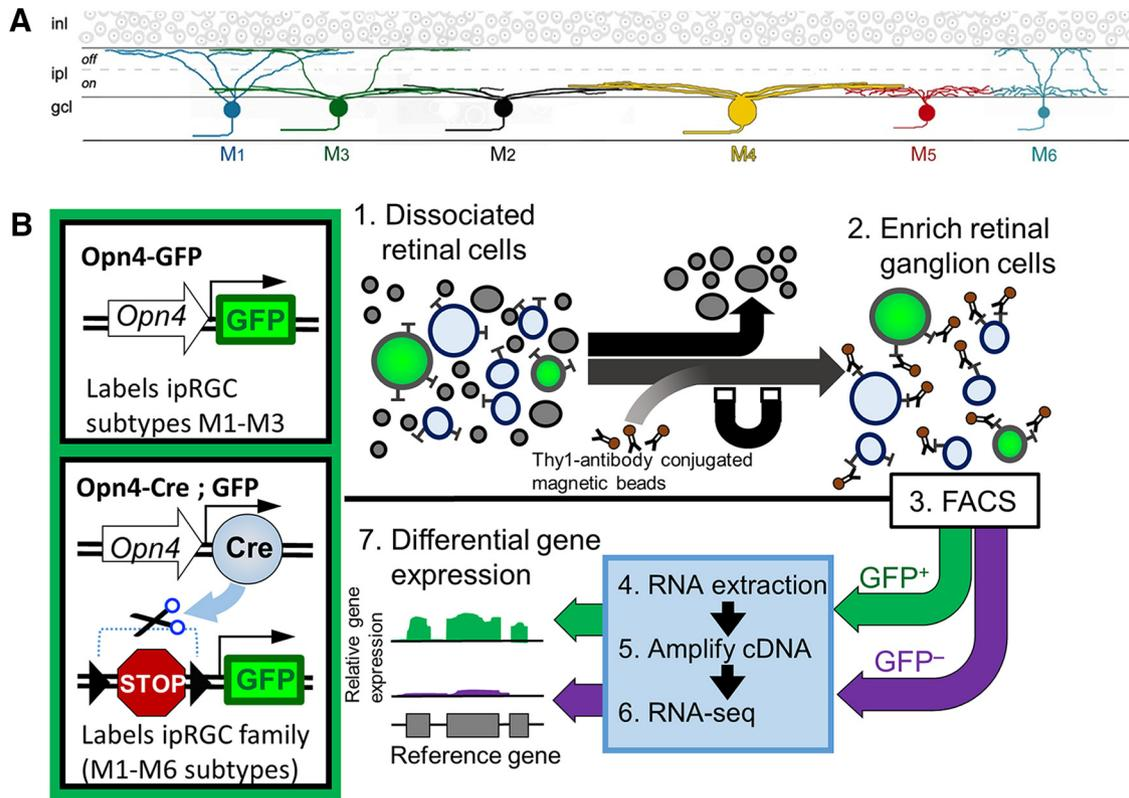 A
inl
off
ipl
on
gcl
M1
M3
M2
M4
M5
M6
B
Opn4-GFP
Opn4
GFP
Labels ipRGC
subtypes M1-M3
Opn4-Cre ; GFP
Opn4
Cre
STOP
GFP
Labels ipRGC family
(M1-M6 subtypes)
1. Dissociated
retinal cells
Thy1-antibody conjugated
magnetic beads
2. Enrich retinal
ganglion cells
3. FACS
GFP+
GFP−
4. RNA extraction
5. Amplify cDNA
6. RNA-seq
7. Differential gene
expression
Relative gene
expression
Reference gene